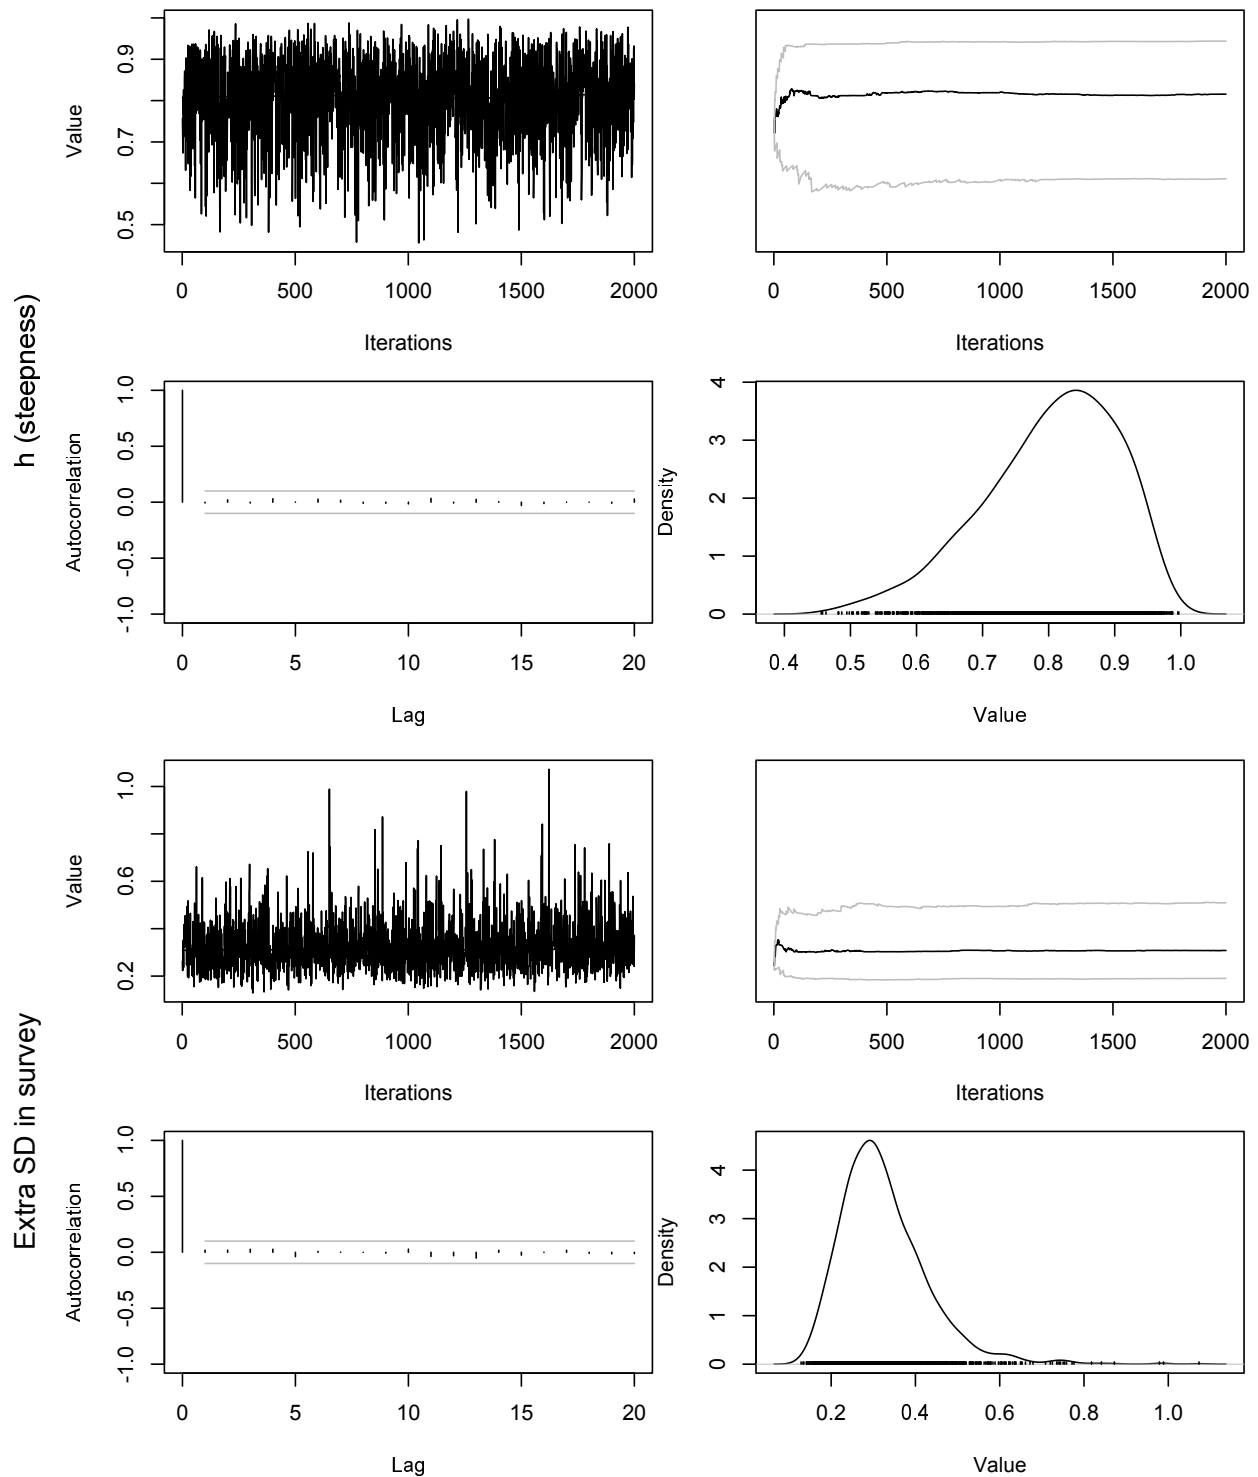 h (steepness)
Value
0.5 0.7 0.9
0 500 1000 1500 2000
Iterations
0 500 1000 1500 2000
Iterations
Autocorrelation
-1.0 -0.5 0.0 0.5 1.0
0 5 10 15 20
Lag
Density
0 1 2 3 4
0.4 0.5 0.6 0.7 0.8 0.9 1.0
Value
Extra SD in survey
Value
0.2 0.6 1.0
0 500 1000 1500 2000
Iterations
0 500 1000 1500 2000
Iterations
Autocorrelation
-1.0 -0.5 0.0 0.5 1.0
0 5 10 15 20
Lag
Density
0 1 2 3 4
0.2 0.4 0.6 0.8 1.0
Value